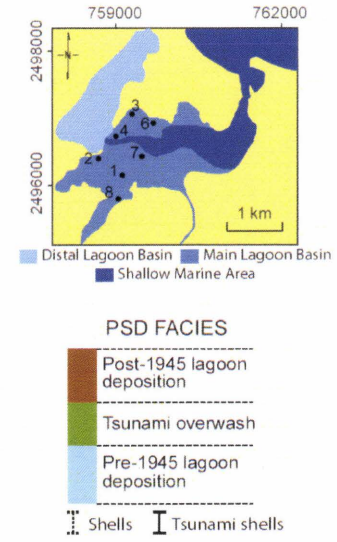 759000 762000
2498000
2496000
N
3
6
4
2
7
1
8
1 km
Distal Lagoon Basin Main Lagoon Basin
Shallow Marine Area
PSD FACIES
Post-1945 lagoon
deposition
Tsunami overwash
Pre-1945 lagoon
deposition
Shells Tsunami shells